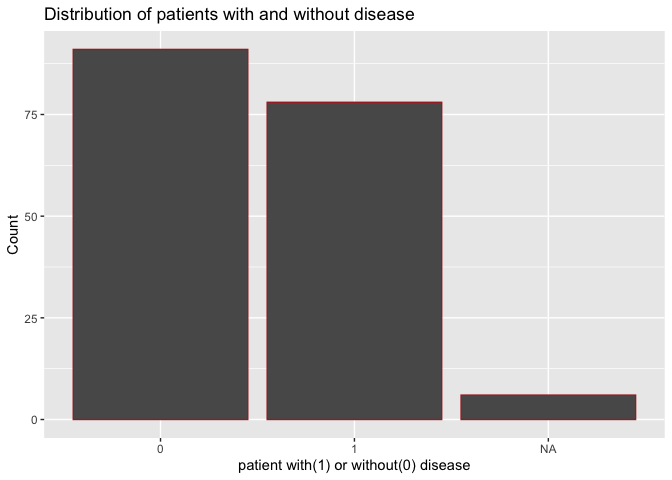 Distribution of patients with and without disease
Count
75
50
25
0
0
1
NA
patient with(1) or without(0) disease